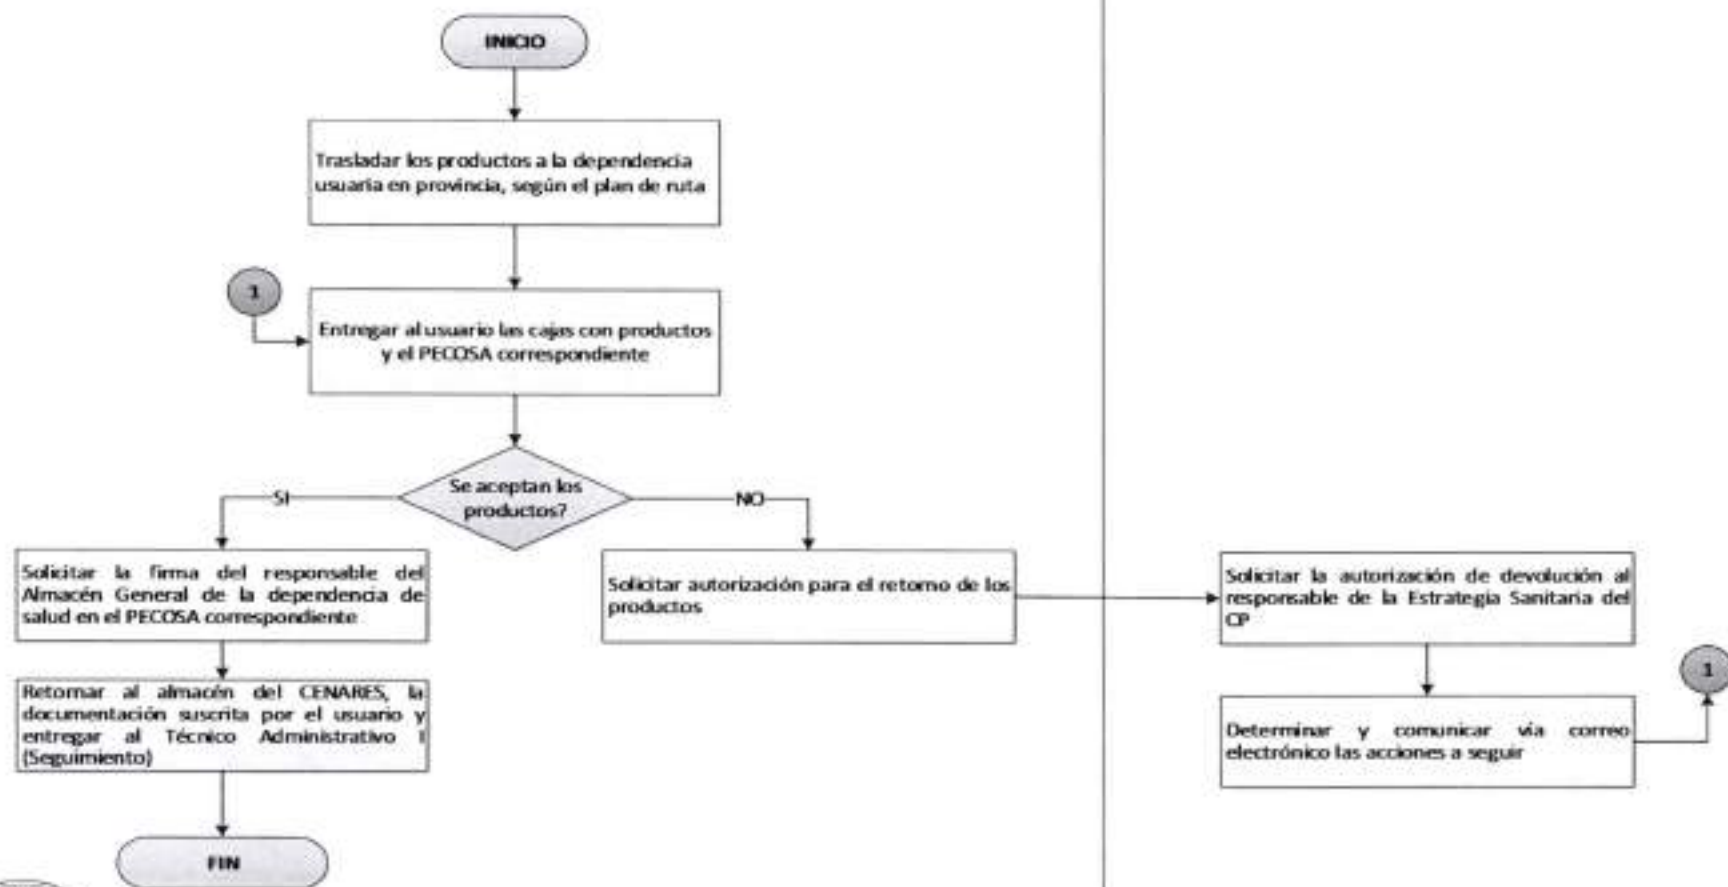 INICIO
Trasladar los productos a la dependencia
usuaria en provincia, según el plan de ruta
1
Entregar al usuario las cajas con productos
y el PECOSA correspondiente
Se aceptan los
productos?
SI
NO
Solicitar la firma del responsable del
Almacén General de la dependencia de
salud en el PECOSA correspondiente
Solicitar autorización para el retorno de los
productos
Solicitar la autorización de devolución al
responsable de la Estrategia Sanitaria del
CP
Retornar al almacén del CENARES, la
documentación suscrita por el usuario y
entregar al Técnico Administrativo I
(Seguimiento)
Determinar y comunicar vía correo
electrónico las acciones a seguir
1
FIN